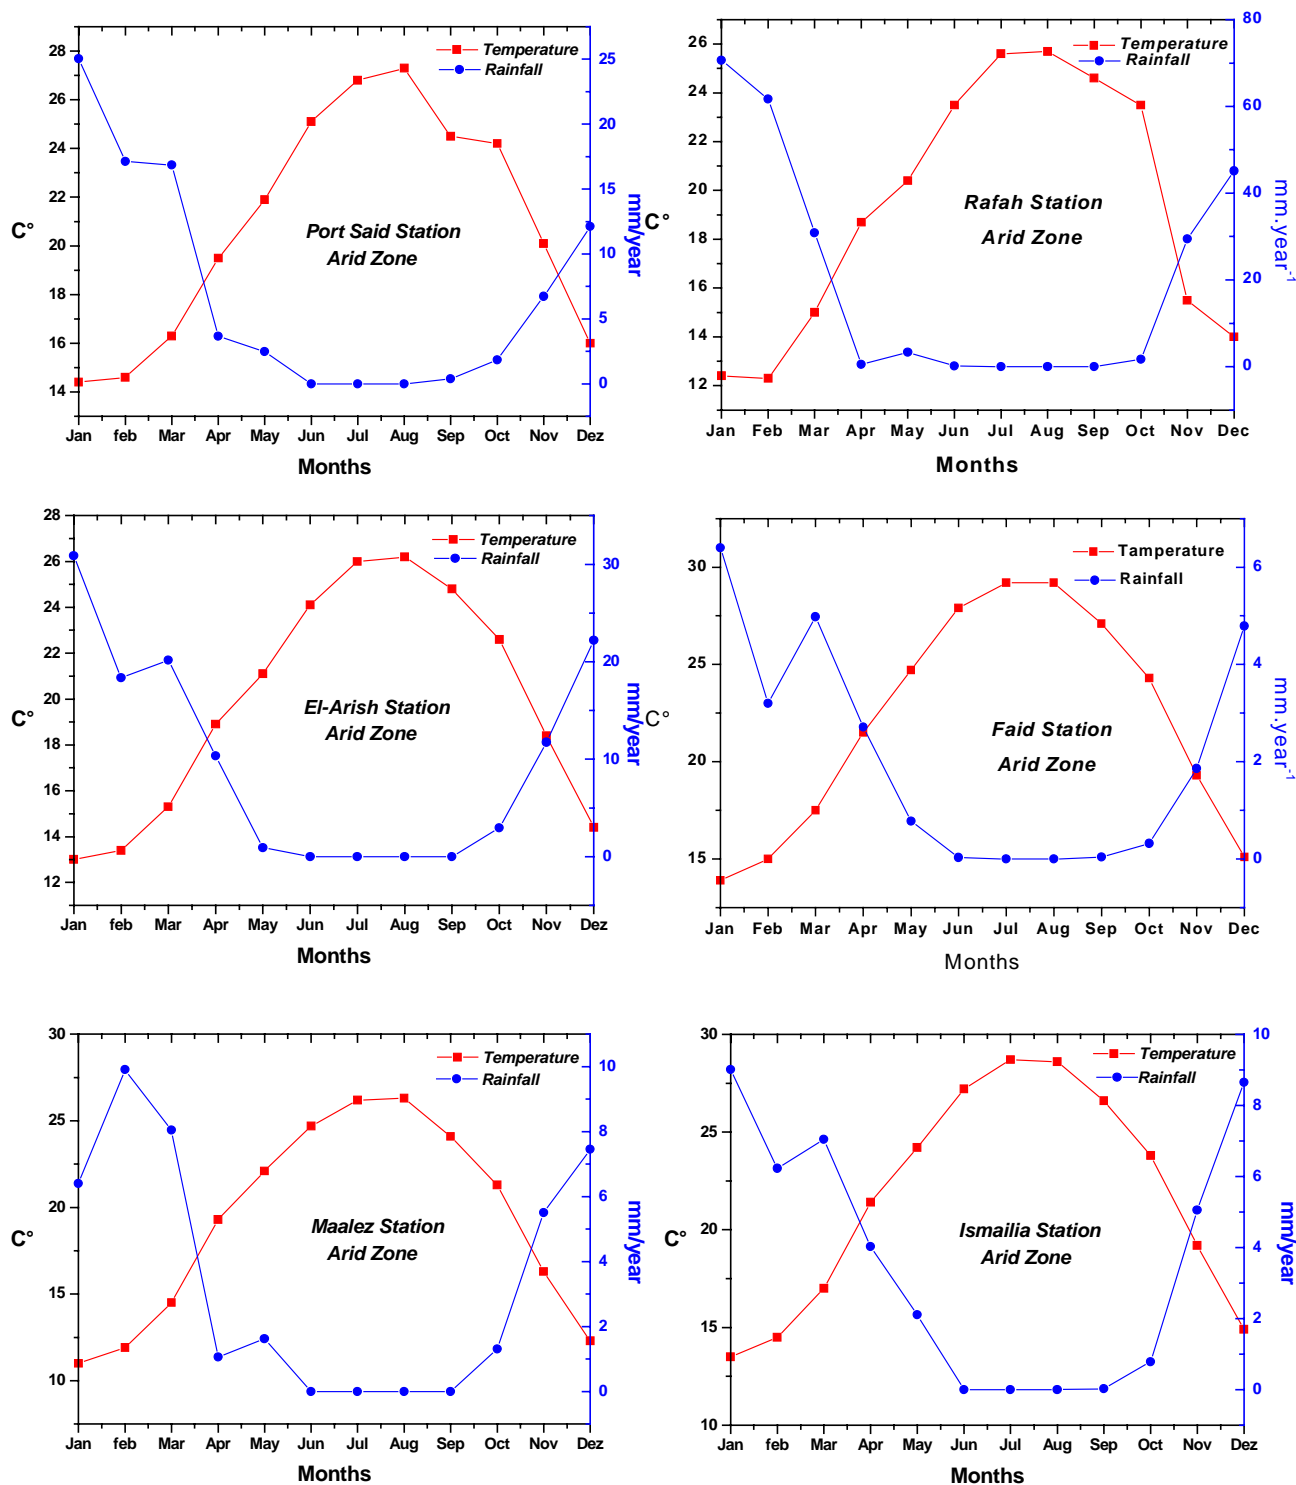 Temperature
Rainfall
28
26
24
22
20
18
16
14
C°
25
20
15
10
5
0
mm/year
Port Said Station
Arid Zone
Jan feb Mar Apr May Jun Jul Aug Sep Oct Nov Dez
Months
Temperature
Rainfall
26
24
22
20
18
16
14
12
C°
80
60
40
20
0
mm.year-1
Rafah Station
Arid Zone
Jan Feb Mar Apr May Jun Jul Aug Sep Oct Nov Dec
Months
Temperature
Rainfall
28
26
24
22
20
18
16
14
12
C°
30
20
10
0
mm/year
El-Arish Station
Arid Zone
Jan feb Mar Apr May Jun Jul Aug Sep Oct Nov Dez
Months
Tamperature
Rainfall
30
25
20
15
C°
6
4
2
0
mm.year-1
Faid Station
Arid Zone
Jan Feb Mar Apr May Jun Jul Aug Sep Oct Nov Dec
Months
Temperature
Rainfall
30
25
20
15
10
C°
10
8
6
4
2
0
mm/year
Maalez Station
Arid Zone
Jan feb Mar Apr May Jun Jul Aug Sep Oct Nov Dez
Months
Temperature
Rainfall
30
25
20
15
10
C°
10
8
6
4
2
0
mm/year
Ismailia Station
Arid Zone
Jan feb Mar Apr May Jun Jul Aug Sep Oct Nov Dez
Months